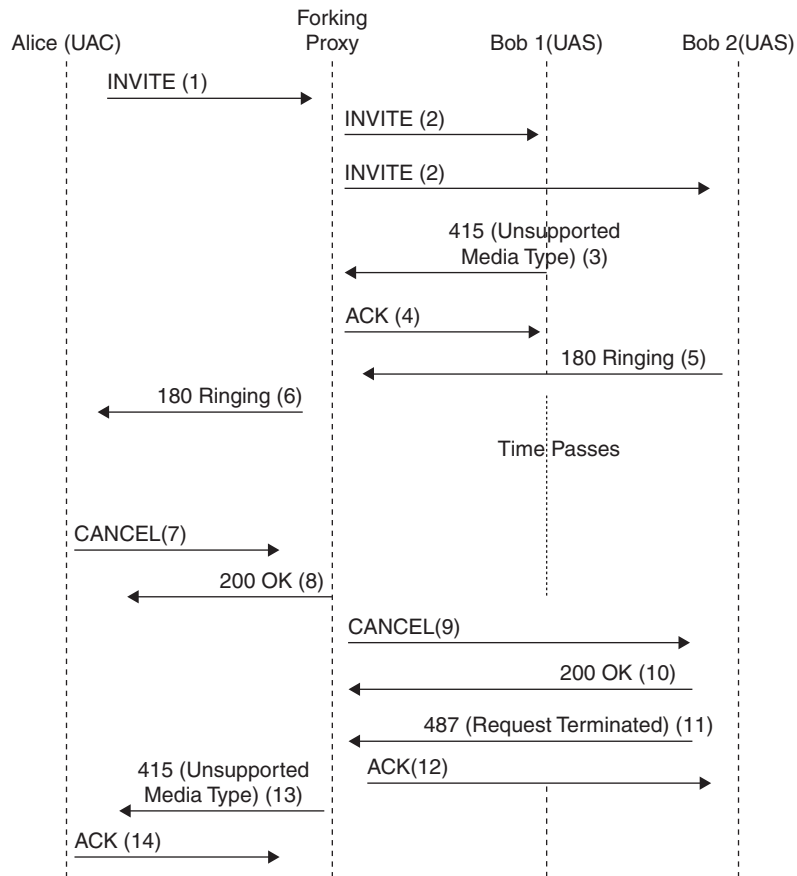 Forking
Alice (UAC) Proxy Bob 1(UAS) Bob 2(UAS)
INVITE (1)
INVITE (2)
INVITE (2)
415 (Unsupported
Media Type) (3)
ACK (4)
180 Ringing (5)
180 Ringing (6)
Time Passes
CANCEL(7)
200 OK (8)
CANCEL(9)
200 OK (10)
487 (Request Terminated) (11)
415 (Unsupported
Media Type) (13)
ACK(12)
ACK (14)